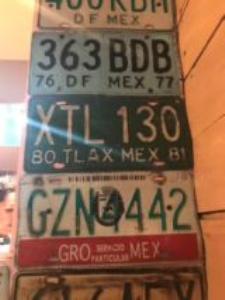 DF MEX
363 BDB
76 DF MEX 77
XTL 130
80 TLAX MEX 81
GZN 4442
GRO SERVICIO PARTICULAR MEX